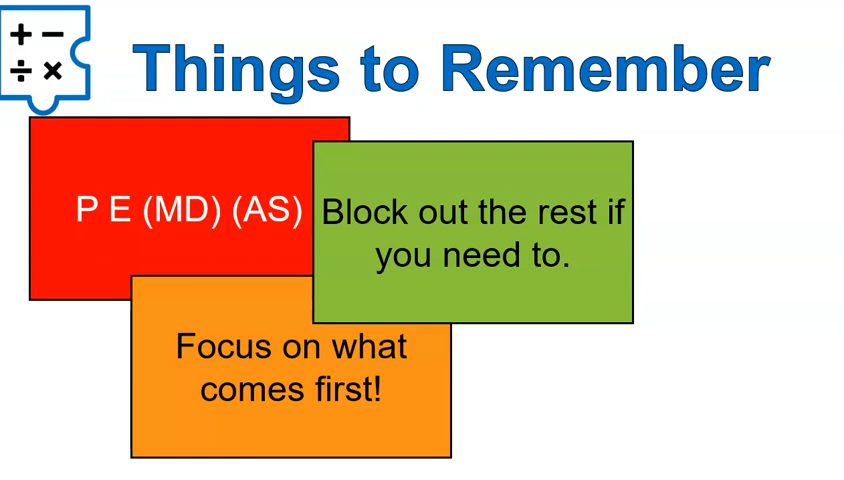 + −
÷ ×
Things to Remember
P E (MD) (AS)
Block out the rest if
you need to.
Focus on what
comes first!